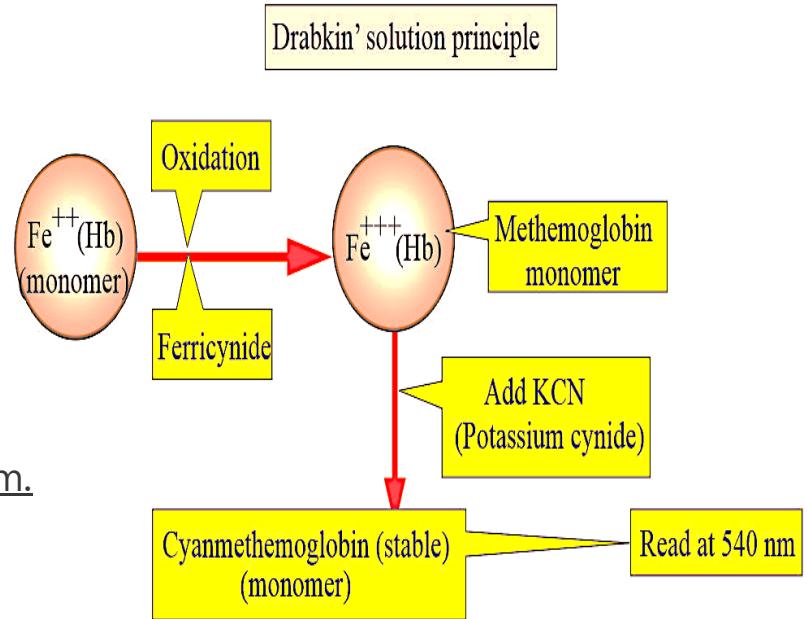 Drabkin' solution principle
Oxidation
Fe++(Hb)
(monomer)
Fe+++(Hb)
Methemoglobin
monomer
Ferricynide
Add KCN
(Potassium cynide)
m.
Cyanmethemoglobin (stable)
(monomer)
Read at 540 nm